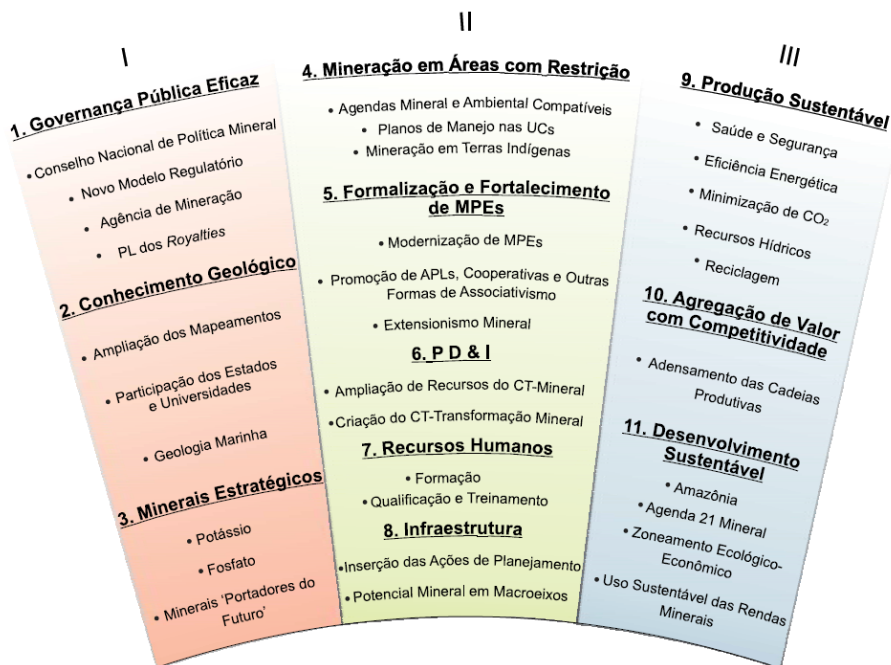 I
1. Governança Pública Eficaz
• Conselho Nacional de Política Mineral
• Novo Modelo Regulatório
• Agência de Mineração
• PL dos Royalties
2. Conhecimento Geológico
• Ampliação dos Mapeamentos
• Participação dos Estados
e Universidades
• Geologia Marinha
3. Minerais Estratégicos
• Potássio
• Fosfato
• Minerais ‘Portadores do
Futuro’
II
4. Mineração em Áreas com Restrição
• Agendas Mineral e Ambiental Compatíveis
• Planos de Manejo nas UCs
• Mineração em Terras Indígenas
5. Formalização e Fortalecimento
de MPEs
• Modernização de MPEs
• Promoção de APLs, Cooperativas e Outras
Formas de Associativismo
• Extensionismo Mineral
6. P D & I
• Ampliação de Recursos do CT-Mineral
•Criação do CT-Transformação Mineral
7. Recursos Humanos
• Formação
• Qualificação e Treinamento
8. Infraestrutura
•Inserção das Ações de Planejamento
• Potencial Mineral em Macroeixos
III
9. Produção Sustentável
• Saúde e Segurança
• Eficiência Energética
• Minimização de CO₂
• Recursos Hídricos
• Reciclagem
10. Agregação de Valor
com Competitividade
• Adensamento das Cadeias
Produtivas
11. Desenvolvimento
Sustentável
• Amazônia
• Agenda 21 Mineral
• Zoneamento Ecológico-
Econômico
• Uso Sustentável das Rendas
Minerais